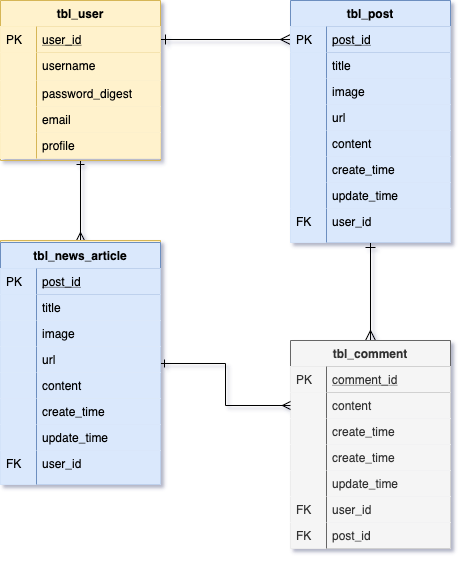 tbl_user
PK user_id
username
password_digest
email
profile
tbl_post
PK post_id
title
image
url
content
create_time
update_time
FK user_id
tbl_news_article
PK post_id
title
image
url
content
create_time
update_time
FK user_id
tbl_comment
PK comment_id
content
create_time
create_time
update_time
FK user_id
FK post_id